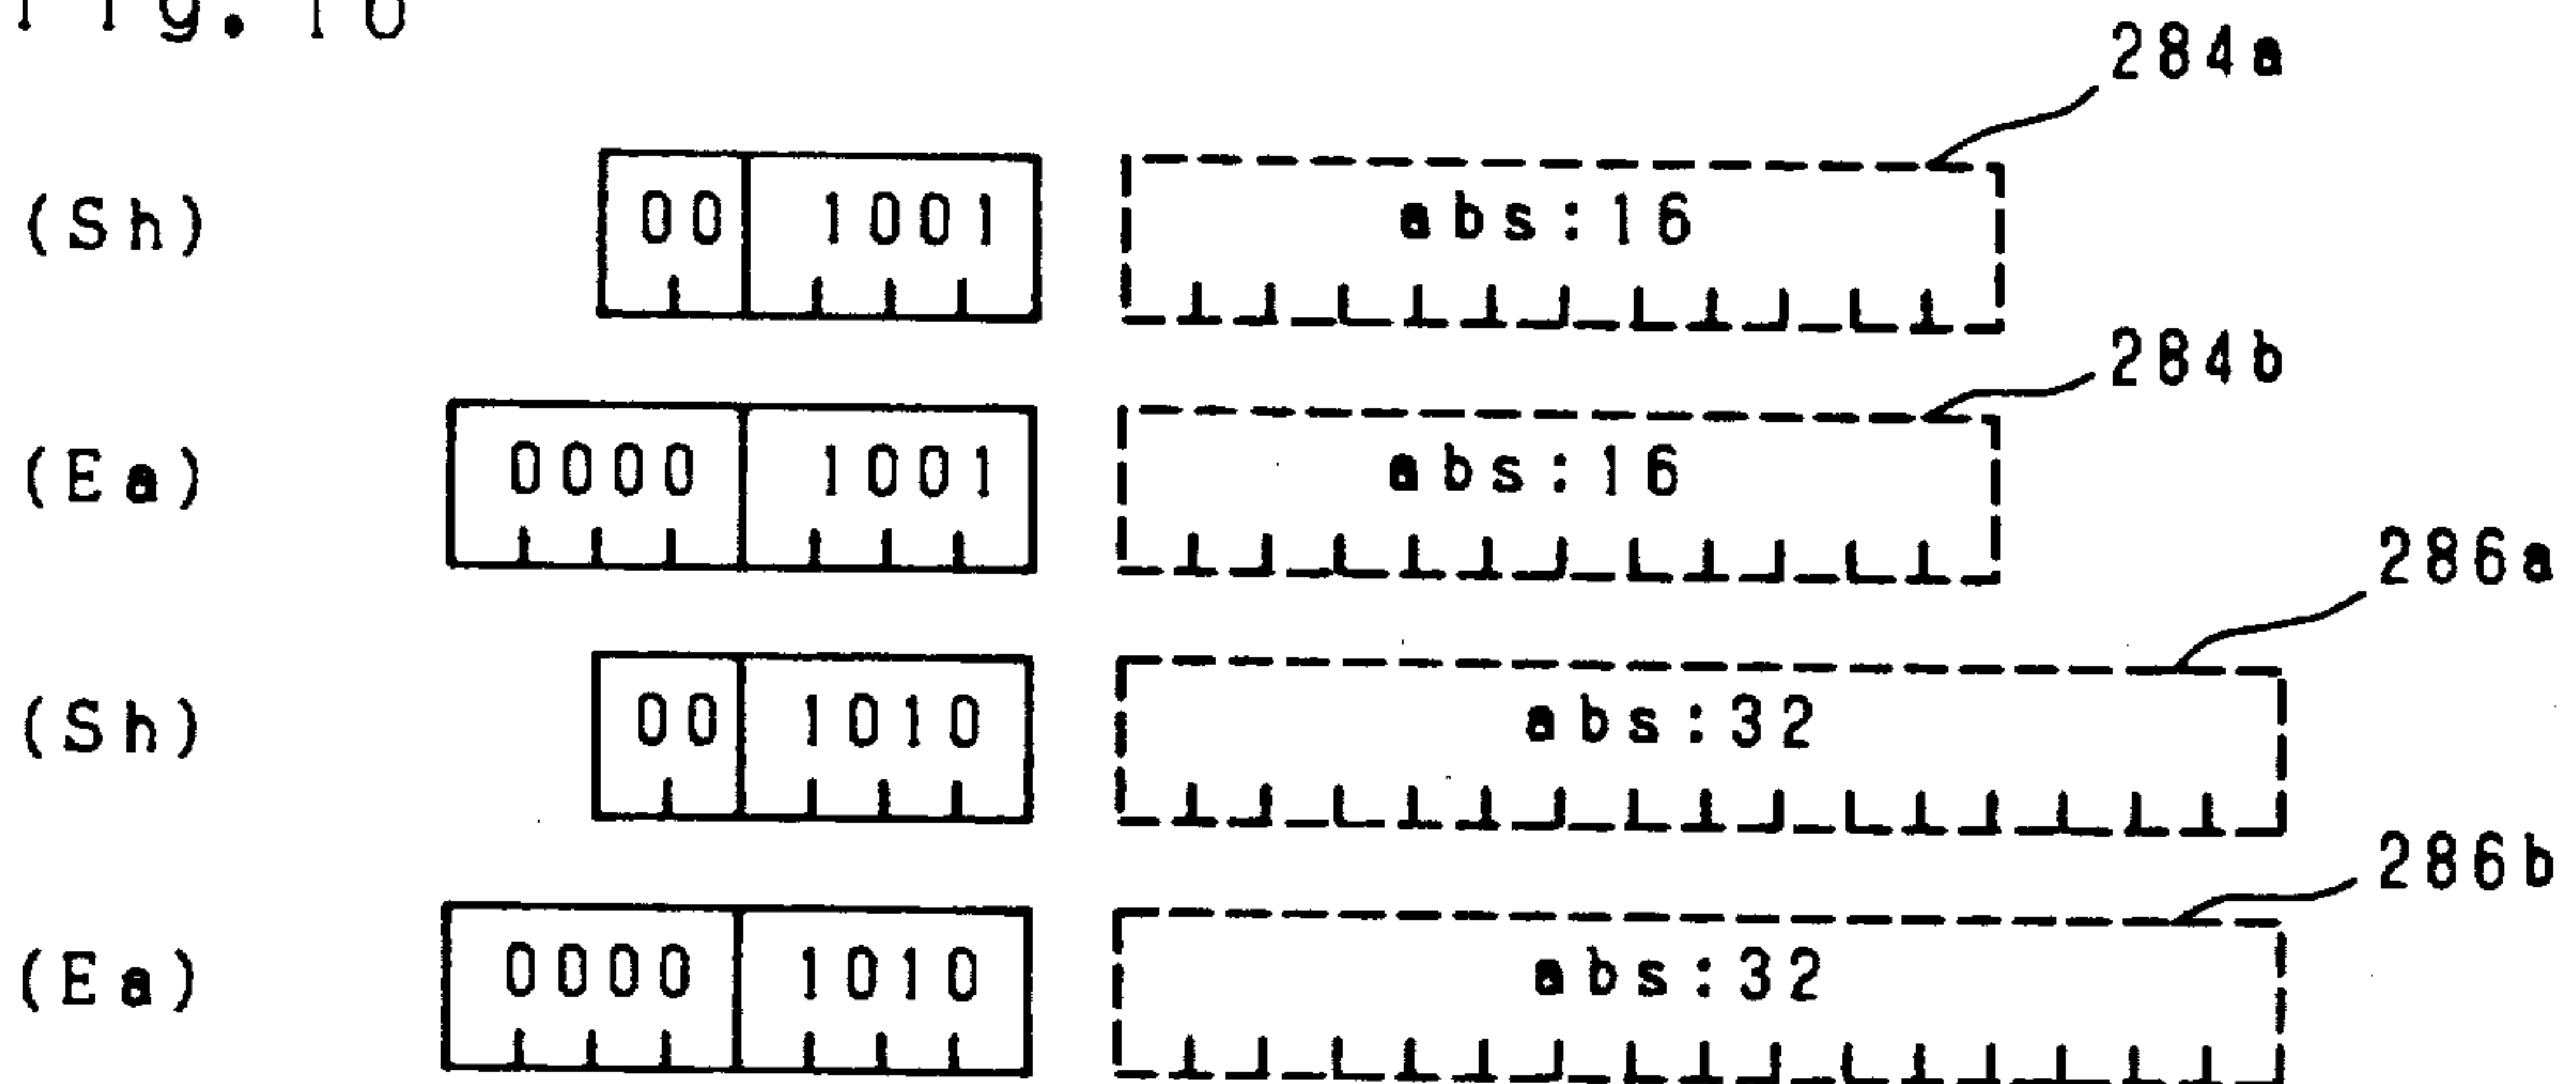 Fig.
284a
(Sh) 00 1001 abs:16
284b
(Ea) 0000 1001 abs:16
286a
(Sh) 00 1010 abs:32
286b
(Ea) 0000 1010 abs:32